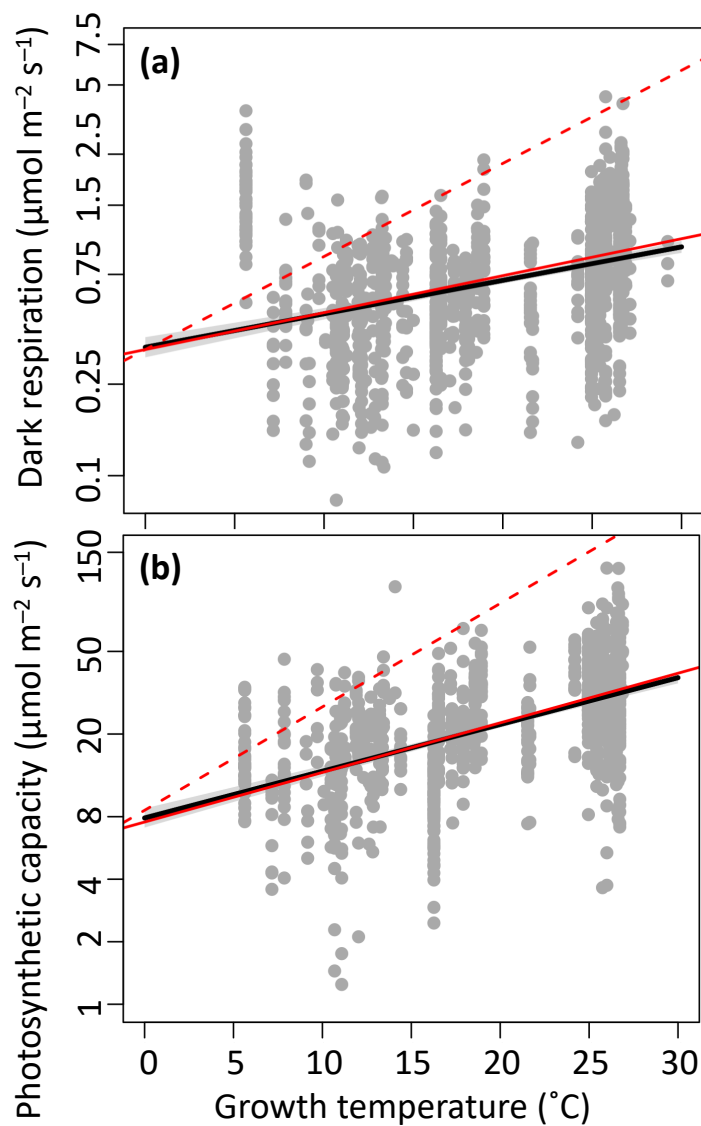 (a)
Dark respiration (µmol m⁻² s⁻¹)
7.5
5
2.5
1.5
0.75
0.25
0.1
(b)
Photosynthetic capacity (µmol m⁻² s⁻¹)
150
50
20
8
4
2
1
0 5 10 15 20 25 30
Growth temperature (˚C)